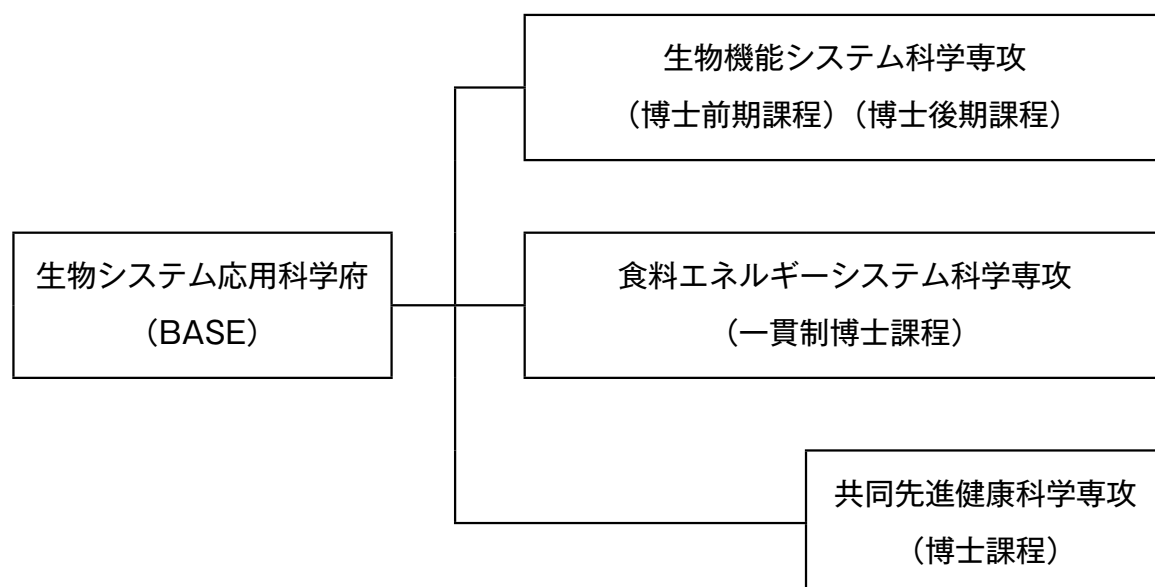 生物機能システム科学専攻
（博士前期課程）（博士後期課程）
生物システム応用科学府
（BASE）
食料エネルギーシステム科学専攻
（一貫制博士課程）
共同先進健康科学専攻
（博士課程）